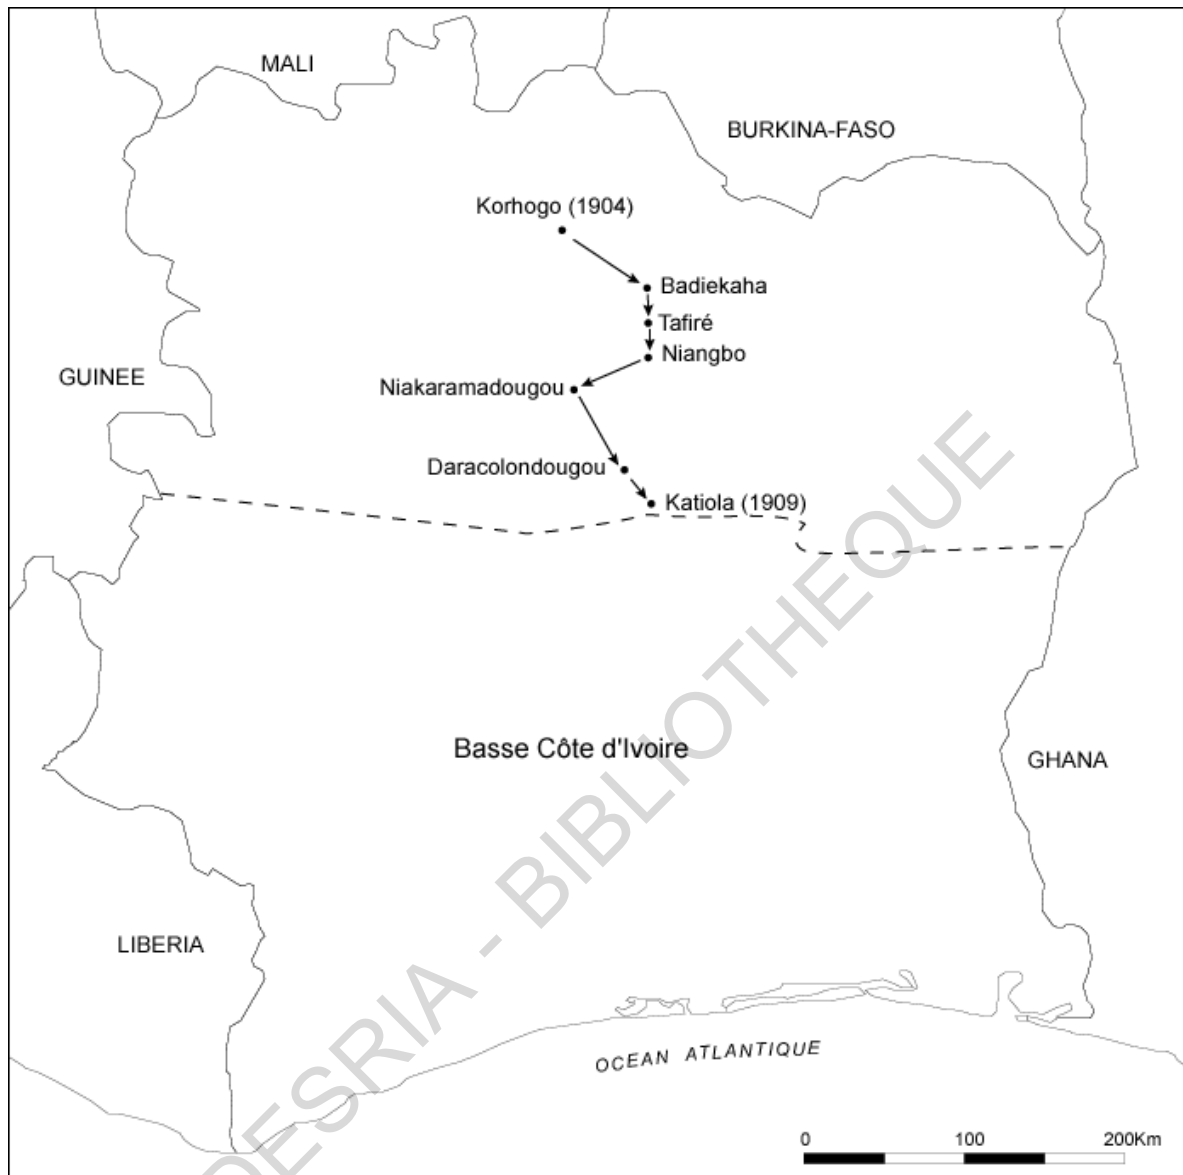 MALI
BURKINA-FASO
Korhogo (1904)
Badiekaha
Tafiré
Niangbo
GUINEE
Niakaramadougou
Daracolondougou
Katiola (1909)
Basse Côte d'Ivoire
GHANA
LIBERIA
OCEAN ATLANTIQUE
0 100 200Km
DESRIA - BIBLIOTHEQUE